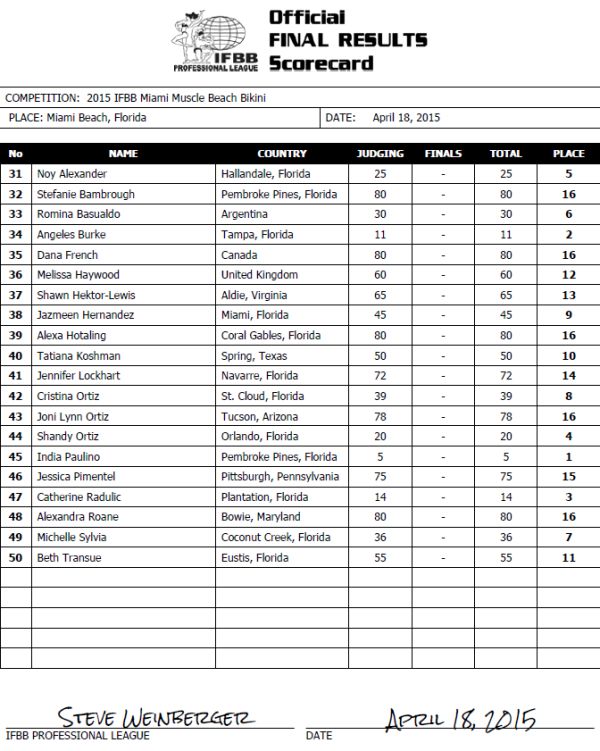 Official
FINAL RESULTS
Scorecard
IFBB
PROFESSIONAL LEAGUE
COMPETITION: 2015 IFBB Miami Muscle Beach Bikini
PLACE: Miami Beach, Florida DATE: April 18, 2015
No NAME COUNTRY JUDGING FINALS TOTAL PLACE
31 Noy Alexander Hallandale, Florida 25 - 25 5
32 Stefanie Bambrough Pembroke Pines, Florida 80 - 80 16
33 Romina Basualdo Argentina 30 - 30 6
34 Angeles Burke Tampa, Florida 11 - 11 2
35 Dana French Canada 80 - 80 16
36 Melissa Haywood United Kingdom 60 - 60 12
37 Shawn Hektor-Lewis Aldie, Virginia 65 - 65 13
38 Jazmeen Hernandez Miami, Florida 45 - 45 9
39 Alexa Hotaling Coral Gables, Florida 80 - 80 16
40 Tatiana Koshman Spring, Texas 50 - 50 10
41 Jennifer Lockhart Navarre, Florida 72 - 72 14
42 Cristina Ortiz St. Cloud, Florida 39 - 39 8
43 Joni Lynn Ortiz Tucson, Arizona 78 - 78 16
44 Shandy Ortiz Orlando, Florida 20 - 20 4
45 India Paulino Pembroke Pines, Florida 5 - 5 1
46 Jessica Pimentel Pittsburgh, Pennsylvania 75 - 75 15
47 Catherine Radulic Plantation, Florida 14 - 14 3
48 Alexandra Roane Bowie, Maryland 80 - 80 16
49 Michelle Sylvia Coconut Creek, Florida 36 - 36 7
50 Beth Transue Eustis, Florida 55 - 55 11
STEVE WEINBERGER APRIL 18, 2015
IFBB PROFESSIONAL LEAGUE DATE